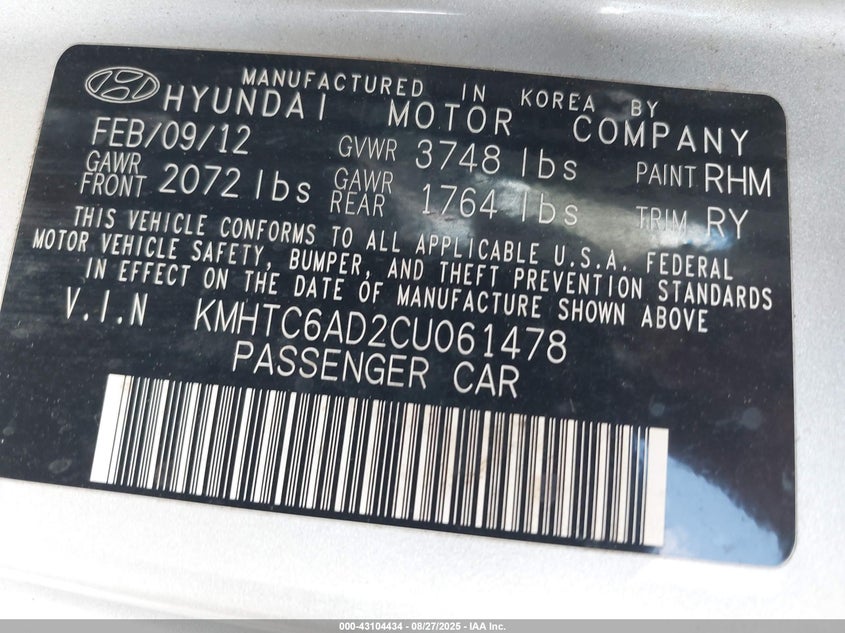 MANUFACTURED IN KOREA BY
HYUNDAI MOTOR COMPANY
FEB/09/12 GVWR 3748 lbs PAINT RHM
GAWR FRONT 2072 lbs GAWR REAR 1764 lbs TRIM RY
THIS VEHICLE CONFORMS TO ALL APPLICABLE U.S.A. FEDERAL
MOTOR VEHICLE SAFETY, BUMPER, AND THEFT PREVENTION STANDARDS
IN EFFECT ON THE DATE OF MANUFACTURE SHOWN ABOVE
V.I.N KMHTC6AD2CU061478
PASSENGER CAR
000-43104434 - 08/27/2025 - IAA Inc.